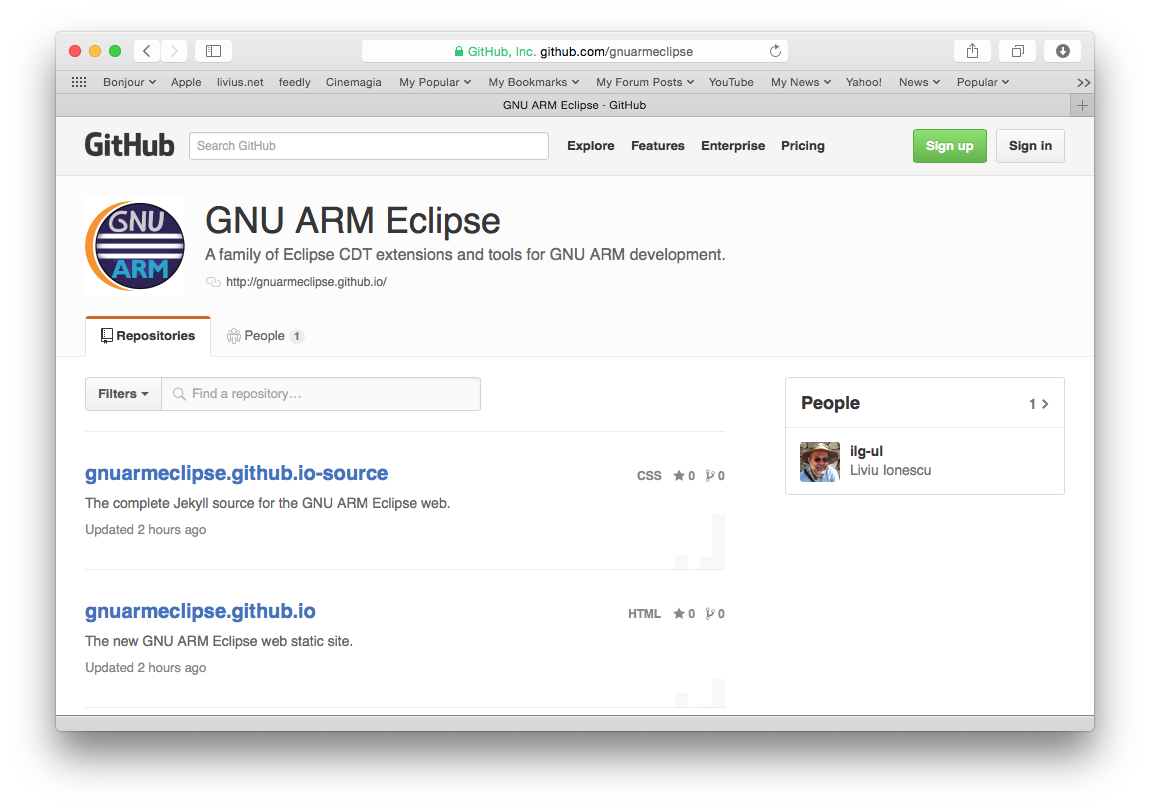 GitHub, Inc. github.com/gnuarmeclipse
Bonjour Apple livius.net feedly Cinemagia My Popular My Bookmarks My Forum Posts YouTube My News Yahoo! News Popular >>
GNU ARM Eclipse · GitHub +
GitHub Search GitHub Explore Features Enterprise Pricing Sign up Sign in
GNU
ARM
GNU ARM Eclipse
A family of Eclipse CDT extensions and tools for GNU ARM development.
http://gnuarmeclipse.github.io/
Repositories People 1
Filters Find a repository…
People 1
ilg-ul
Liviu Ionescu
gnuarmeclipse.github.io-source CSS 0 0
The complete Jekyll source for the GNU ARM Eclipse web.
Updated 2 hours ago
gnuarmeclipse.github.io HTML 0 0
The new GNU ARM Eclipse web static site.
Updated 2 hours ago